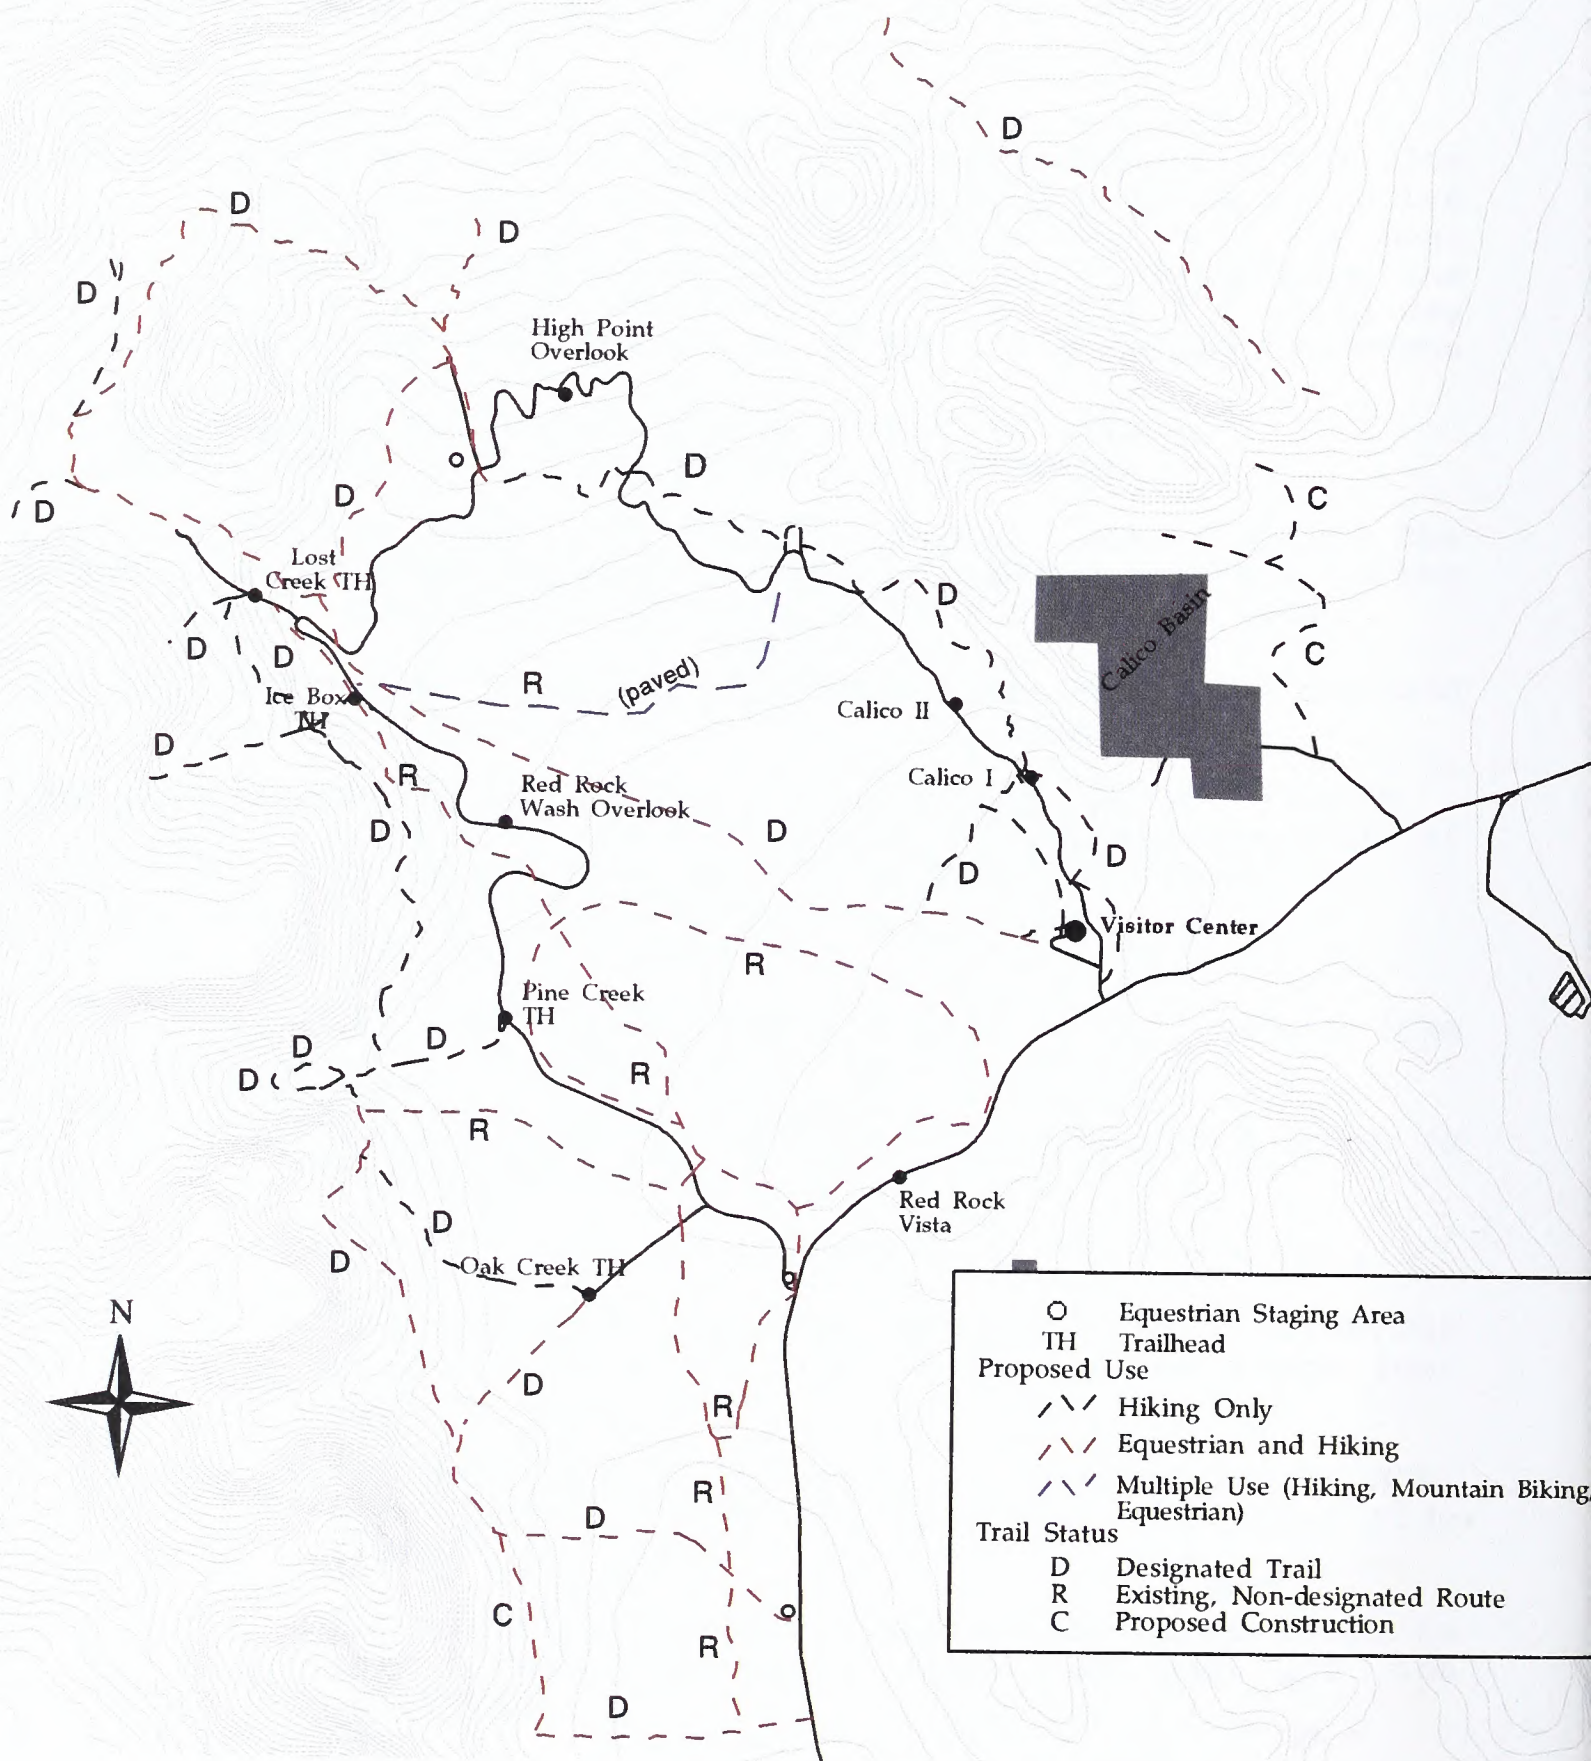 D
D
D
D
High Point
Overlook
D
D
C
D
Lost
Creek TH
D
Calico Basin
D
D
C
R
(paved)
Ice Box
TH
Calico II
D
R
Calico I
Red Rock
Wash Overlook
D
D
D
D
Visitor Center
R
Pine Creek
TH
D
D
D
R
R
Red Rock
Vista
D
D
Oak Creek TH
N
D
R
R
D
C
R
D
Equestrian Staging Area
TH Trailhead
Proposed Use
Hiking Only
Equestrian and Hiking
Multiple Use (Hiking, Mountain Biking,
Equestrian)
Trail Status
D Designated Trail
R Existing, Non-designated Route
C Proposed Construction